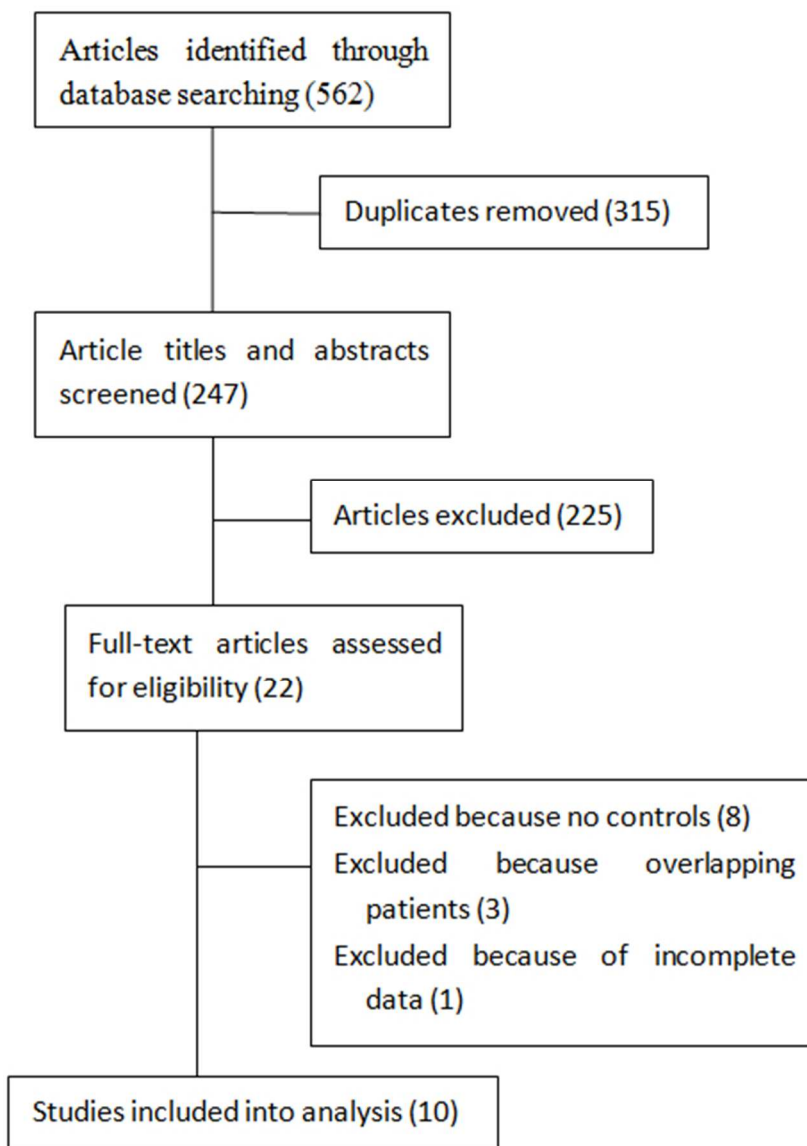 Articles identified through
database searching (562)
Duplicates removed (315)
Article titles and abstracts
screened (247)
Articles excluded (225)
Full-text articles assessed
for eligibility (22)
Excluded because no controls (8)
Excluded because overlapping
patients (3)
Excluded because of incomplete
data (1)
Studies included into analysis (10)